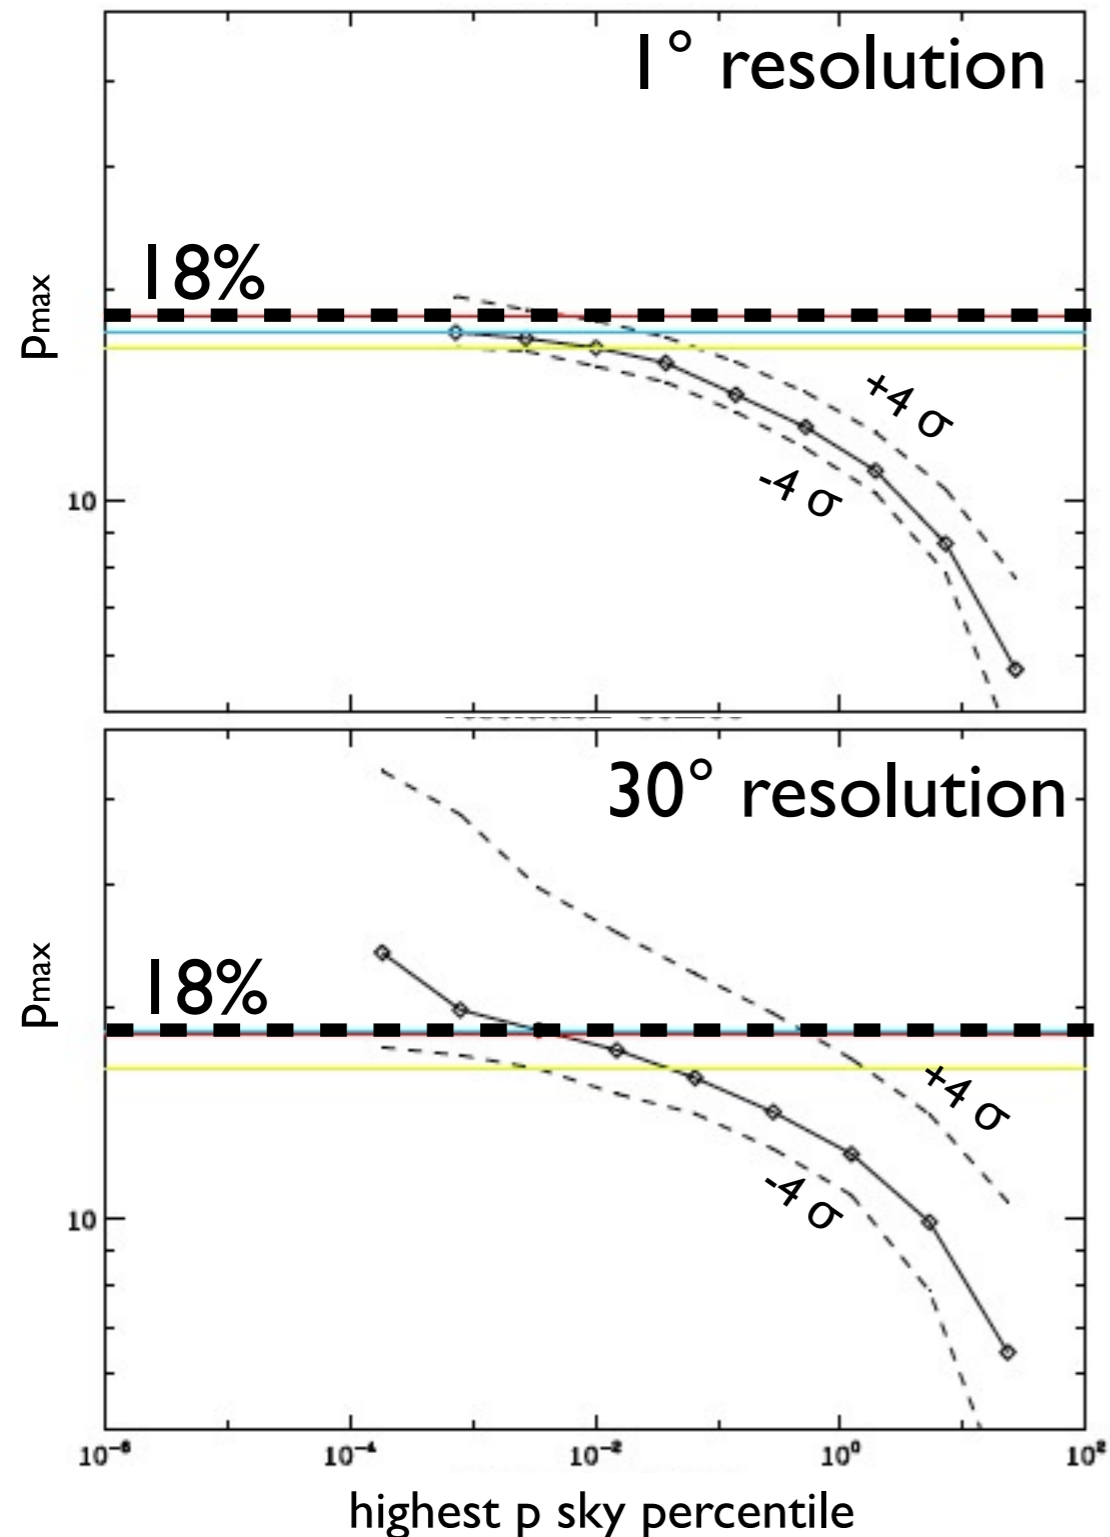 1° resolution
18%
pmax
+4 σ
-4 σ
10
30° resolution
18%
pmax
+4 σ
-4 σ
10
10⁻⁶ 10⁻⁴ 10⁻² 10⁰ 10²
highest p sky percentile